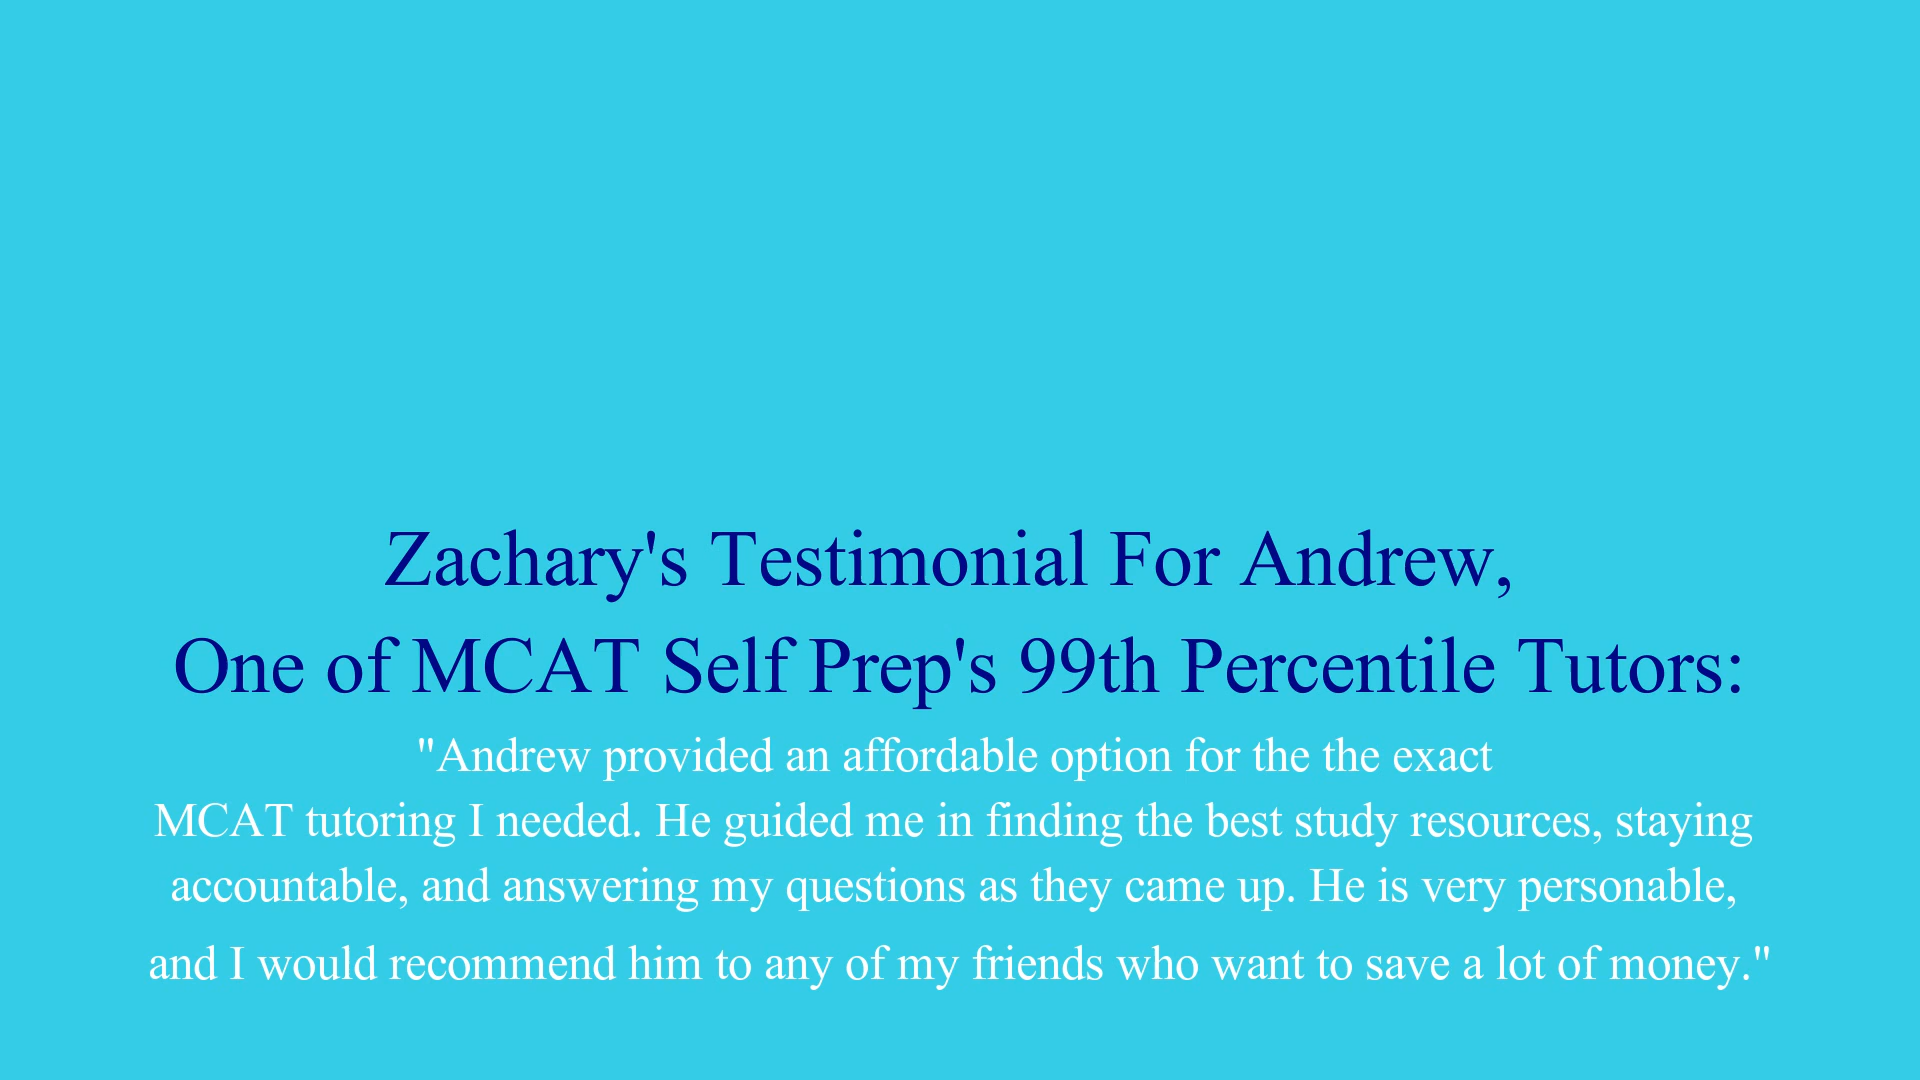 Zachary's Testimonial For Andrew,
One of MCAT Self Prep's 99th Percentile Tutors:
"Andrew provided an affordable option for the the exact
MCAT tutoring I needed. He guided me in finding the best study resources, staying
accountable, and answering my questions as they came up. He is very personable,
and I would recommend him to any of my friends who want to save a lot of money."